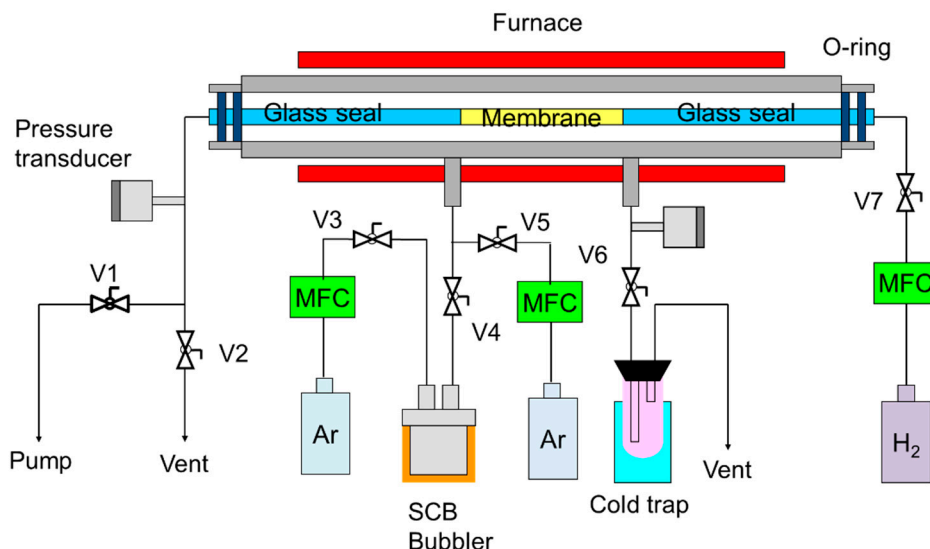 Furnace
O-ring
Glass seal
Membrane
Glass seal
Pressure
transducer
V3
V5
V6
V7
V1
MFC
MFC
MFC
V4
V2
Ar
Ar
H₂
Pump
Vent
Vent
Cold trap
SCB
Bubbler